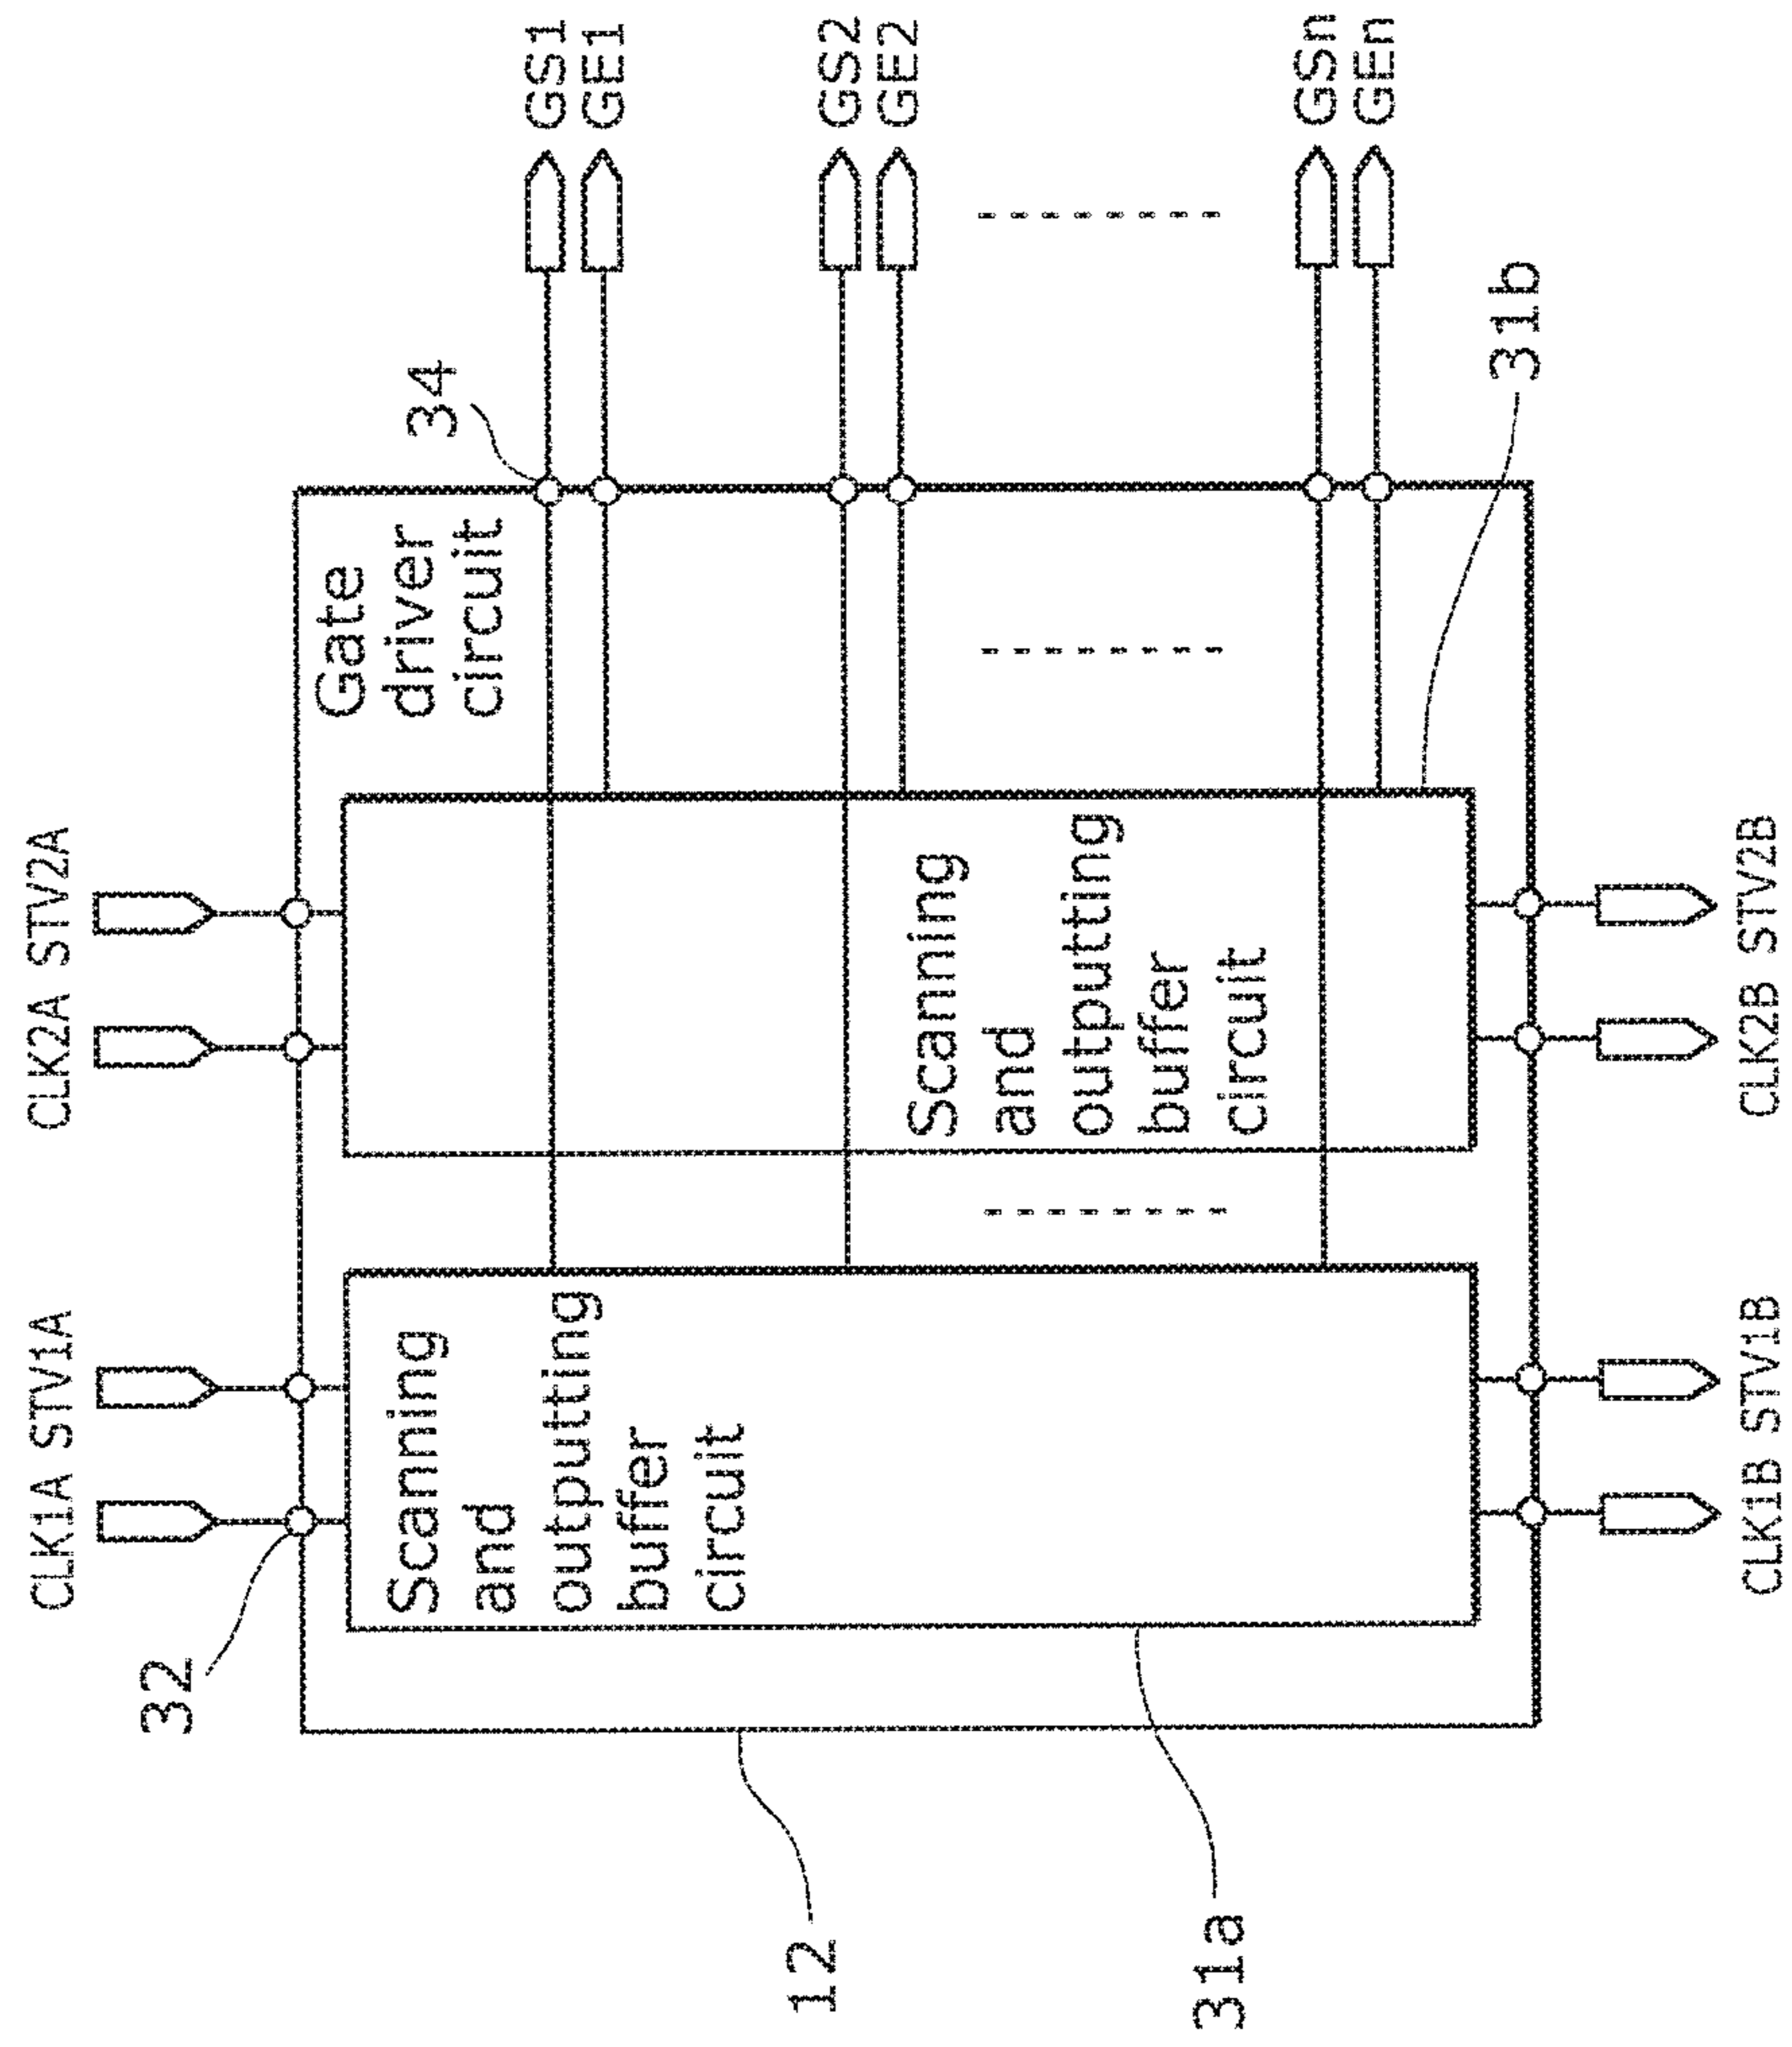 CLK1A STV1A CLK2A STV2A
32
Gate
driver
circuit
34
GS1
GE1
Scanning
and
outputting
buffer
circuit
12
GS2
GE2
Scanning
and
outputting
buffer
circuit
31a
GSn
GEn
31b
CLK1B STV1B CLK2B STV2B